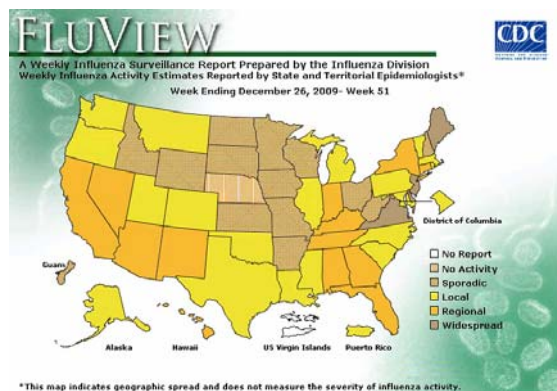 FLUVIEW
CDC
A Weekly Influenza Surveillance Report Prepared by the Influenza Division
Weekly Influenza Activity Estimates Reported by State and Territorial Epidemiologists*
Week Ending December 26, 2009- Week 51
District of Columbia
No Report
No Activity
Sporadic
Local
Regional
Widespread
Guam
Alaska
Hawaii
US Virgin Islands
Puerto Rico
*This map indicates geographic spread and does not measure the severity of influenza activity.